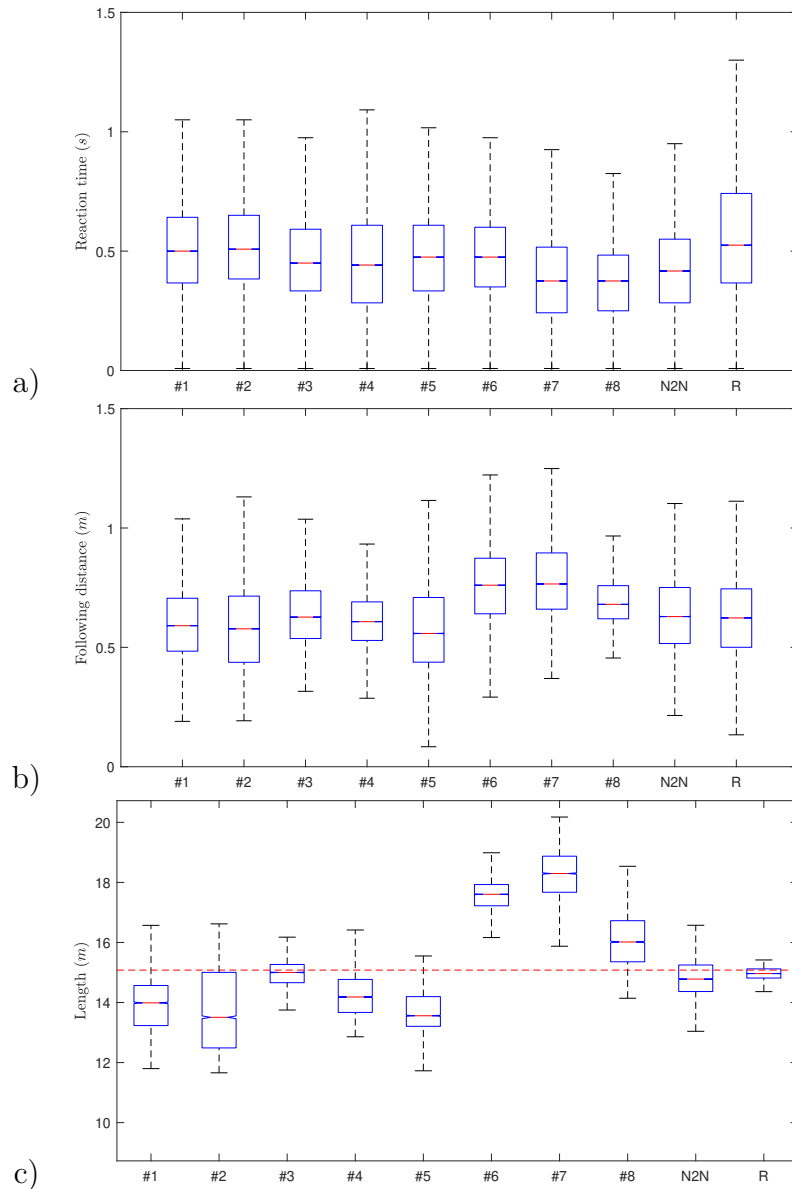 1.5
1
0.5
0
Reaction time (s)
#1 #2 #3 #4 #5 #6 #7 #8 N2N R
a)
1.5
1
0.5
0
Following distance (m)
#1 #2 #3 #4 #5 #6 #7 #8 N2N R
b)
20
18
16
14
12
10
Length (m)
#1 #2 #3 #4 #5 #6 #7 #8 N2N R
c)